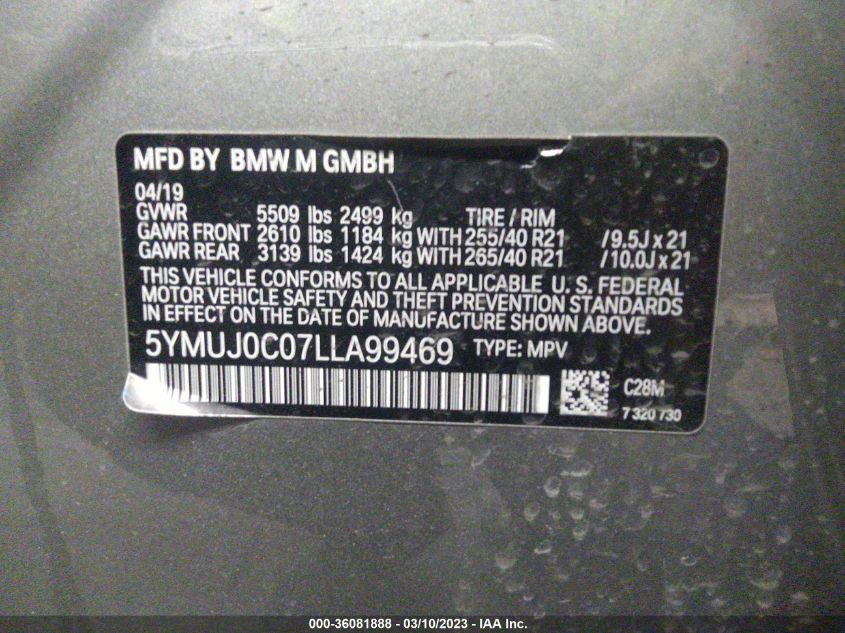 MFD BY BMW M GMBH
04/19
GVWR 5509 lbs 2499 kg TIRE / RIM
GAWR FRONT 2610 lbs 1184 kg WITH 255/40 R21 /9.5J x 21
GAWR REAR 3139 lbs 1424 kg WITH 265/40 R21 /10.0J x 21
THIS VEHICLE CONFORMS TO ALL APPLICABLE U. S. FEDERAL
MOTOR VEHICLE SAFETY AND THEFT PREVENTION STANDARDS
IN EFFECT ON THE DATE OF MANUFACTURE SHOWN ABOVE.
5YMUJ0C07LLA99469 TYPE: MPV
C28M
7 320 730
000-36081888 — 03/10/2023 — IAA Inc.